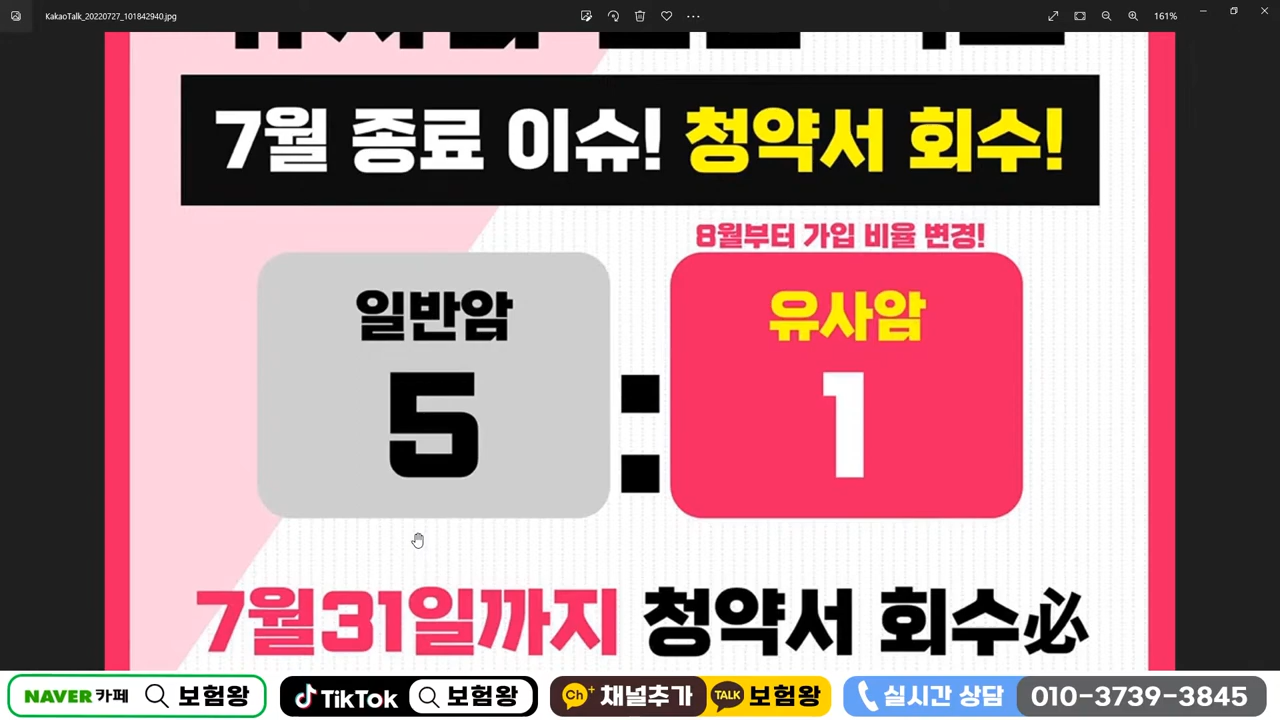 KakaoTalk_20220727_101842940.jpg
161%
7월 종료 이슈! 청약서 회수!
8월부터 가입 비율 변경!
일반암
5
:
유사암
1
7월31일까지 청약서 회수必
NAVER 카페 보험왕
TikTok 보험왕
Ch+ 채널추가 TALK 보험왕
실시간 상담 010-3739-3845